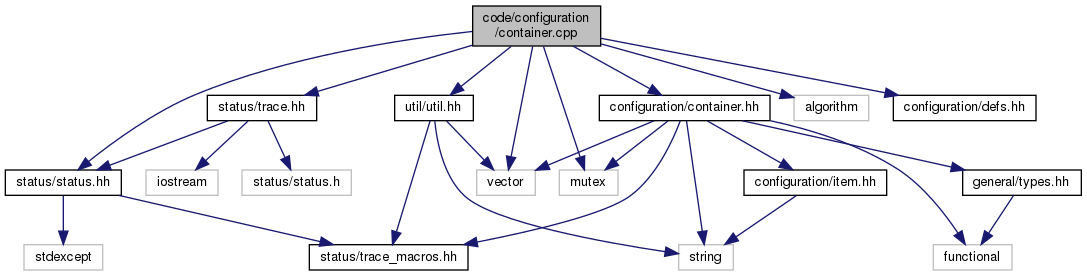 code/configuration
/container.cpp
status/trace.hh
util/util.hh
configuration/container.hh
algorithm
configuration/defs.hh
status/status.hh
iostream
status/status.h
vector
mutex
configuration/item.hh
general/types.hh
stdexcept
status/trace_macros.hh
string
functional